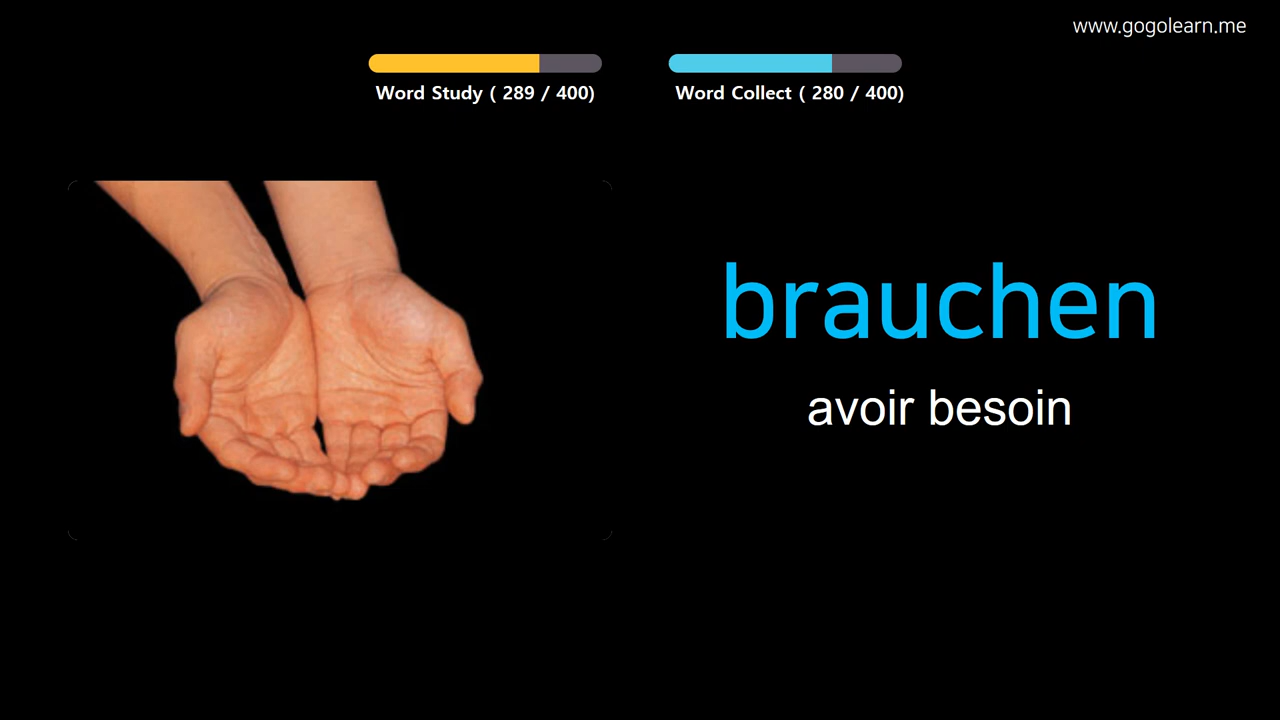 www.gogolearn.me
Word Study ( 289 / 400)
Word Collect ( 280 / 400)
brauchen
avoir besoin